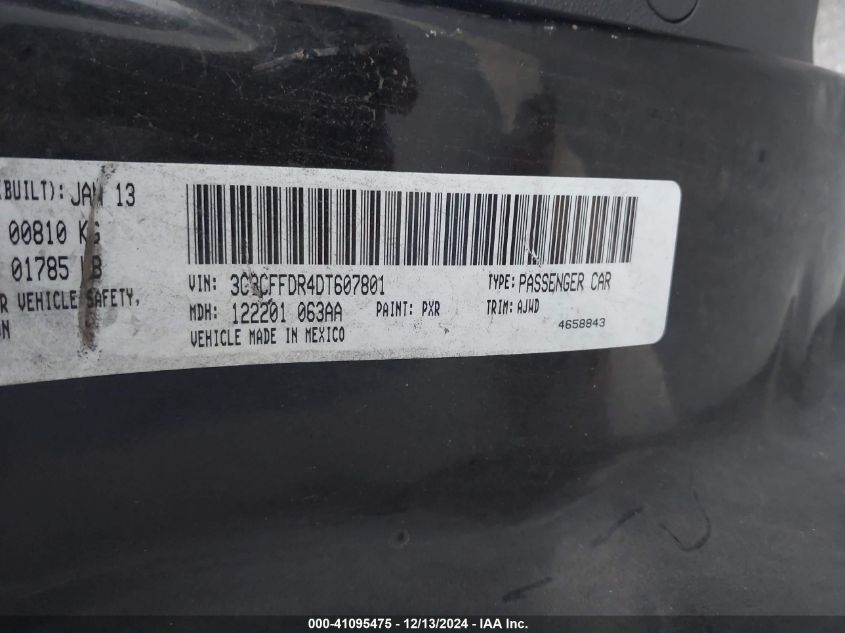 (BUILT): JAN 13
00810 KG
01785 LB
R VEHICLE SAFETY,
ON
VIN: 3C3CFFDR4DT607801 TYPE: PASSENGER CAR
MDH: 122201 063AA PAINT: PXR TRIM: AJWD
VEHICLE MADE IN MEXICO 4658843
000-41095475 - 12/13/2024 - IAA Inc.